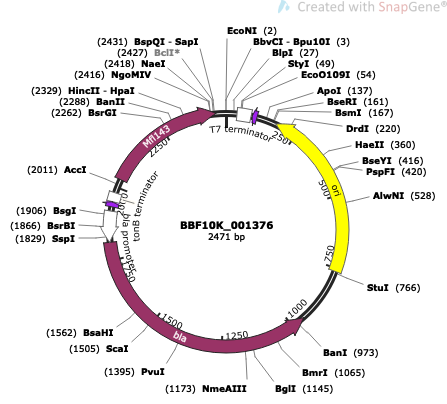 Created with SnapGene®
EcoNI (2)
BbvCI - Bpu10I (3)
BlpI (27)
StyI (49)
EcoO109I (54)
ApoI (137)
BseRI (161)
BsmI (167)
DrdI (220)
HaeII (360)
BseYI (416)
PspFI (420)
AlwNI (528)
StuI (766)
BanI (973)
BmrI (1065)
BglI (1145)
(1173) NmeAIII
(1395) PvuI
(1505) ScaI
(1562) BsaHI
(1829) SspI
(1866) BsrBI
(1906) BsgI
(2011) AccI
(2262) BsrGI
(2288) BanII
(2329) HincII - HpaI
(2416) NgoMIV
(2418) NaeI
(2427) BclI*
(2431) BspQI - SapI
T7 terminator
250
ori
500
750
1000
1250
bla
1500
1750
bla promoter
tonB terminator
2000
Mfl143
2250
BBF10K_001376
2471 bp